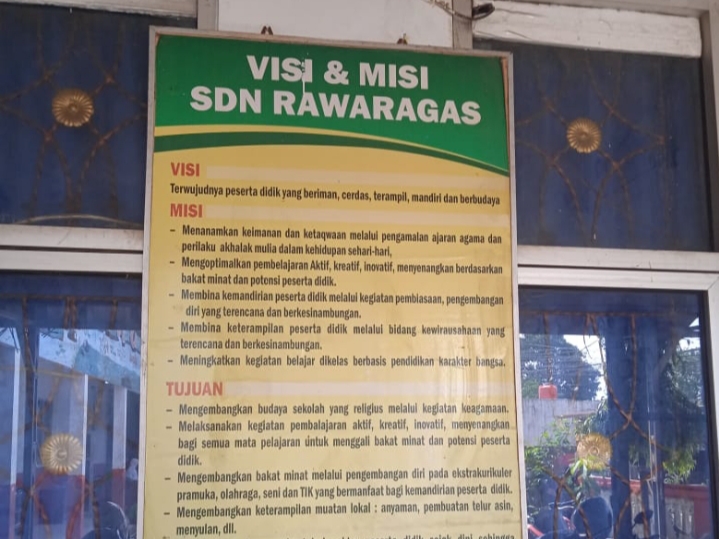 VISI & MISI
SDN RAWARAGAS
VISI
Terwujudnya peserta didik yang beriman, cerdas, terampil, mandiri dan berbudaya
MISI
– Menanamkan keimanan dan ketaqwaan melalui pengamalan ajaran agama dan
perilaku akhalak mulia dalam kehidupan sehari-hari,
– Mengoptimalkan pembelajaran Aktif, kreatif, inovatif, menyenangkan berdasarkan
bakat minat dan potensi peserta didik.
– Membina kemandirian peserta didik melalui kegiatan pembiasaan, pengembangan
diri yang terencana dan berkesinambungan.
– Membina keterampilan peserta didik melalui bidang kewirausahaan yang
terencana dan berkesinambungan.
– Meningkatkan kegiatan belajar dikelas berbasis pendidikan karakter bangsa.
TUJUAN
– Mengembangkan budaya sekolah yang religius melalui kegiatan keagamaan.
– Melaksanakan kegiatan pembalajaran aktif, kreatif, inovatif, menyenangkan
bagi semua mata pelajaran untuk menggali bakat minat dan potensi peserta
didik.
– Mengembangkan bakat minat melalui pengembangan diri pada ekstrakurikuler
pramuka, olahraga, seni dan TIK yang bermanfaat bagi kemandirian peserta didik.
– Mengembangkan keterampilan muatan lokal : anyaman, pembuatan telur asin,
menyulan, dll.
didik sejak dini sehingga